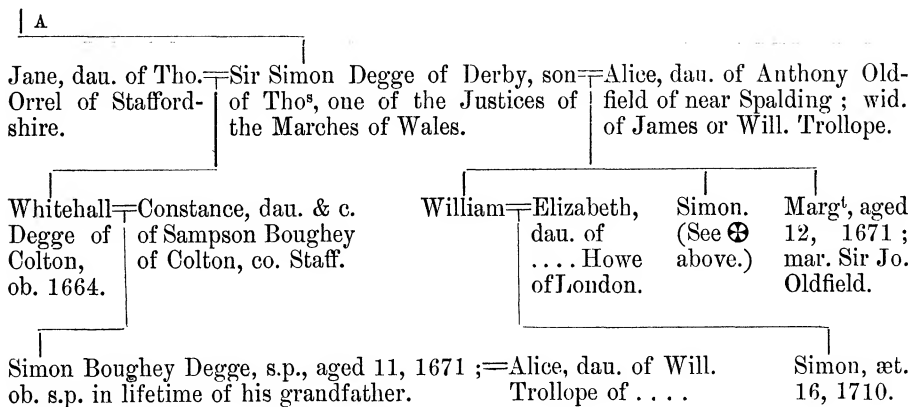 A
Jane, dau. of Tho.
Orrel of Stafford-
shire.
Sir Simon Degge of Derby, son
of Thoˢ, one of the Justices of
the Marches of Wales.
Alice, dau. of Anthony Old-
field of near Spalding ; wid.
of James or Will. Trollope.
Whitehall
Degge of
Colton,
ob. 1664.
Constance, dau. & c.
of Sampson Boughey
of Colton, co. Staff.
William
Elizabeth,
dau. of
. . . . Howe
of London.
Simon.
(See ✠
above.)
Margᵗ, aged
12, 1671 ;
mar. Sir Jo.
Oldfield.
Simon Boughey Degge, s.p., aged 11, 1671 ;
ob. s.p. in lifetime of his grandfather.
Alice, dau. of Will.
Trollope of . . . .
Simon, æt.
16, 1710.